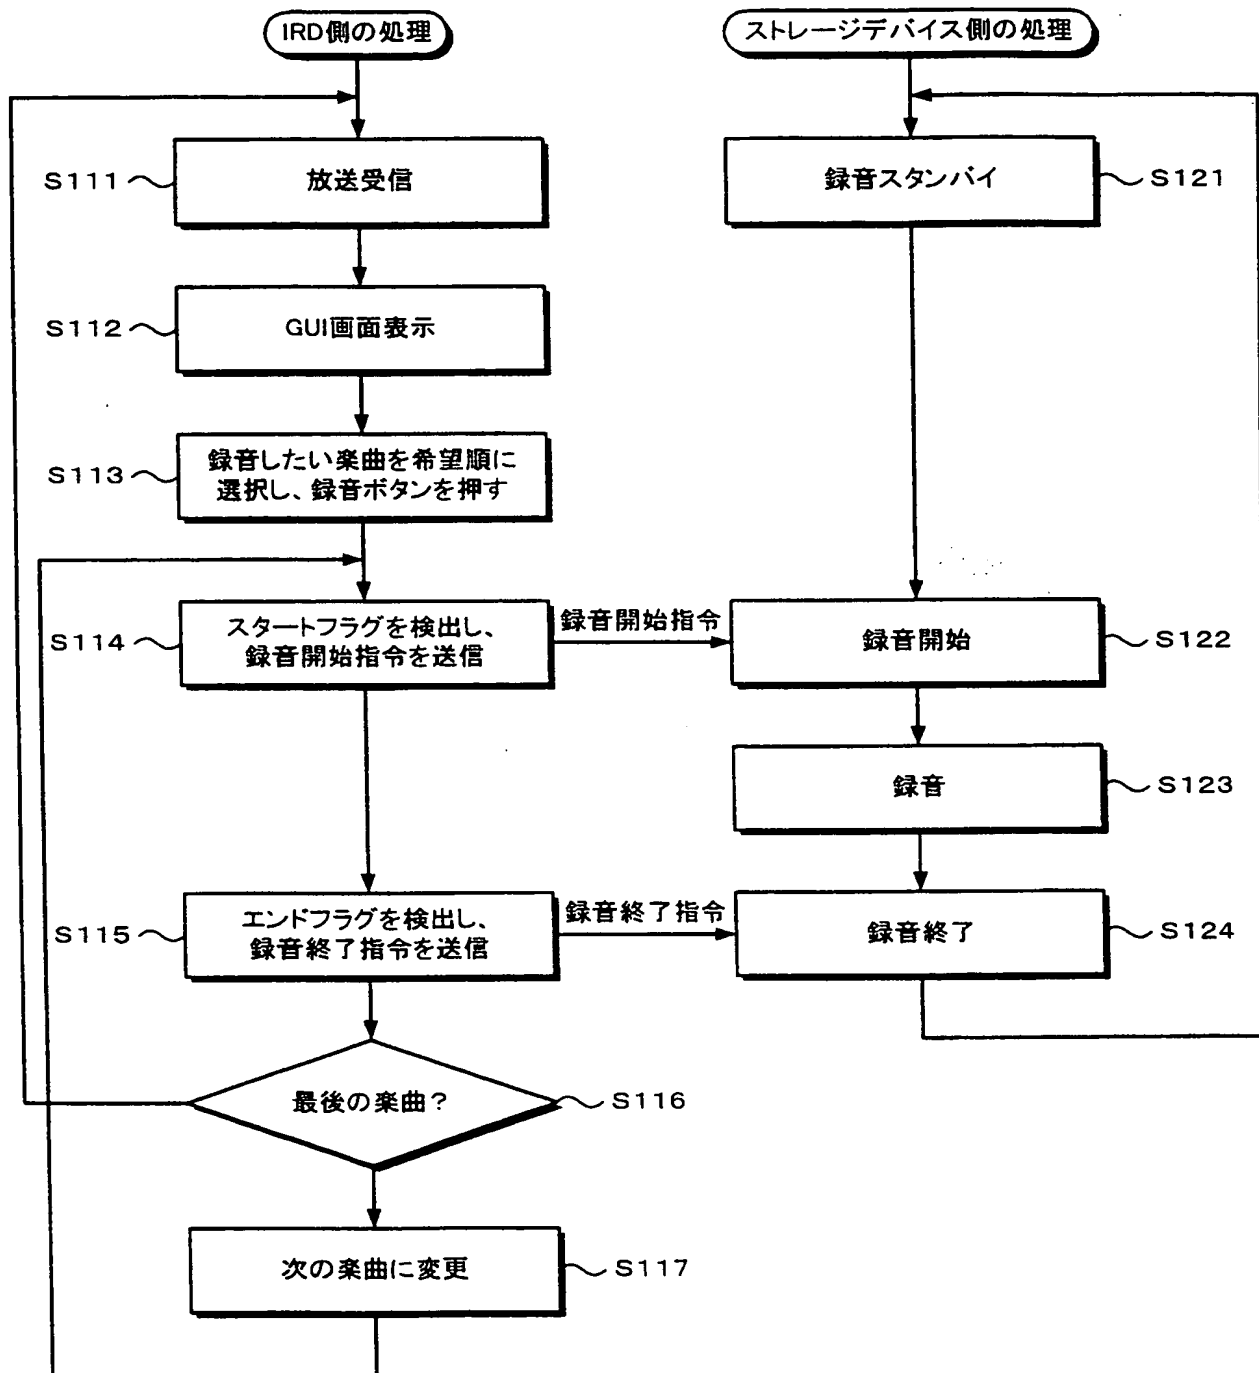 IRD側の処理
ストレージデバイス側の処理
S111
放送受信
録音スタンバイ
S121
S112
GUI画面表示
S113
録音したい楽曲を希望順に
選択し、録音ボタンを押す
S114
スタートフラグを検出し、
録音開始指令を送信
録音開始指令
録音開始
S122
録音
S123
S115
エンドフラグを検出し、
録音終了指令を送信
録音終了指令
録音終了
S124
最後の楽曲?
S116
次の楽曲に変更
S117